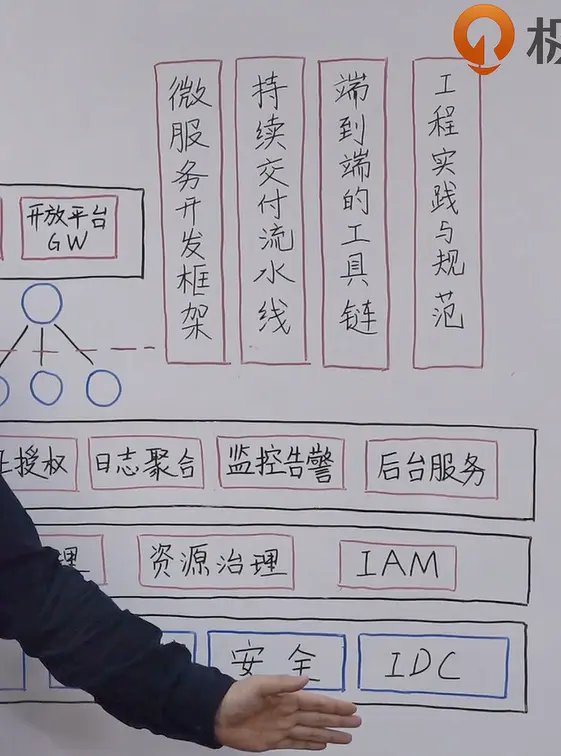 极
微服务开发框架
持续交付流水线
端到端的工具链
工程实践与规范
开放平台
GW
授权
日志聚合
监控告警
后台服务
理
资源治理
IAM
安全
IDC